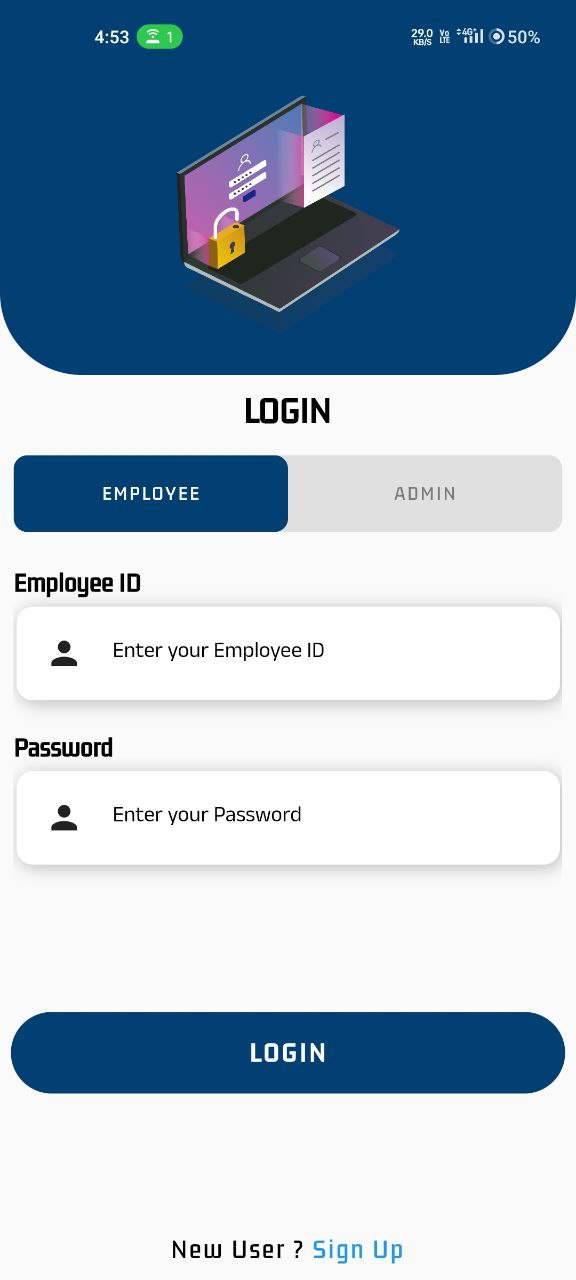 4:53 1 29.0 KB/S Vo LTE 4G+ 50%
LOGIN
EMPLOYEE ADMIN
Employee ID
Enter your Employee ID
Password
Enter your Password
LOGIN
New User ? Sign Up